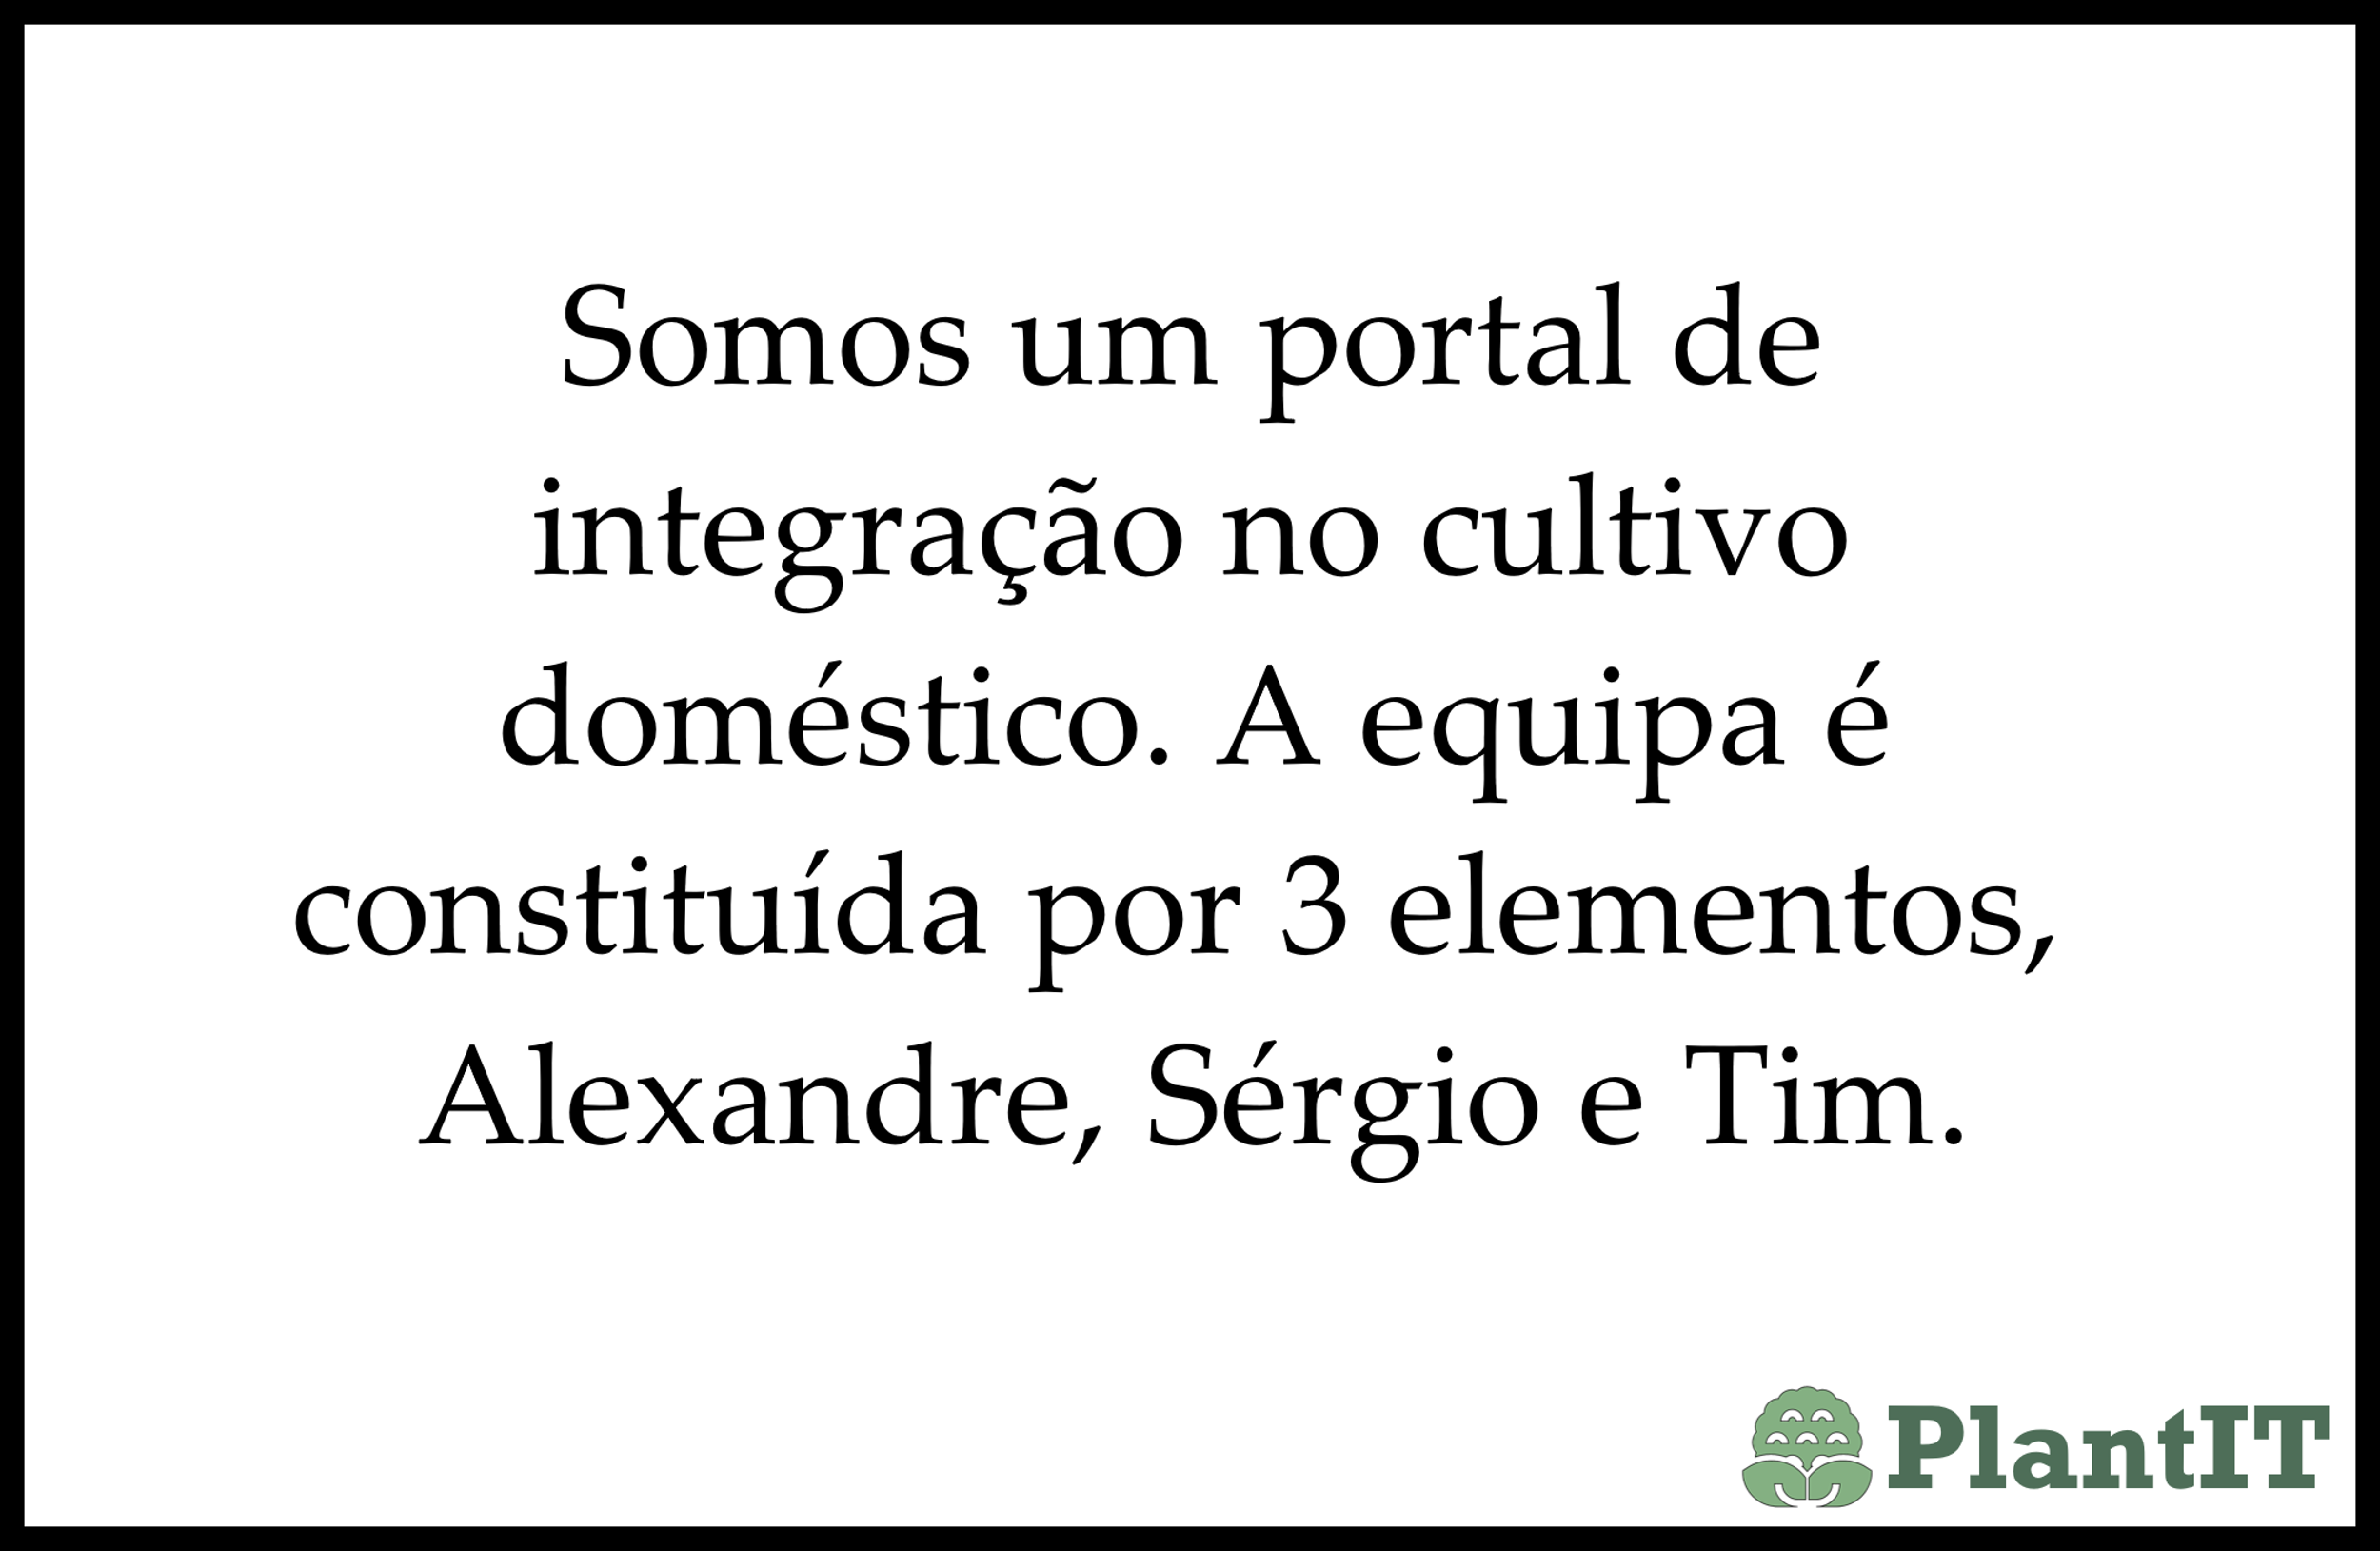 Somos um portal de
integração no cultivo
doméstico. A equipa é
constituída por 3 elementos,
Alexandre, Sérgio e Tim.
PlantIT